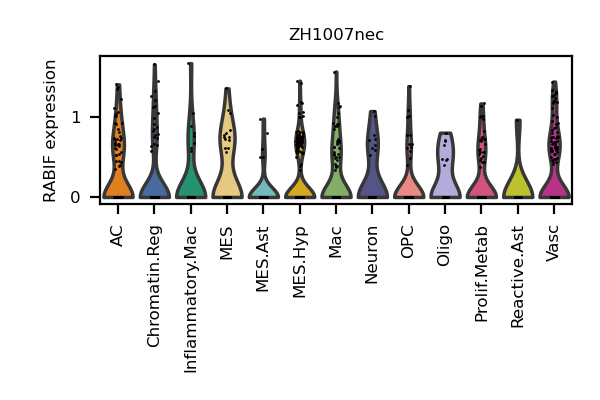 ZH1007nec
RABIF expression
1
0
AC
Chromatin.Reg
Inflammatory.Mac
MES
MES.Ast
MES.Hyp
Mac
Neuron
OPC
Oligo
Prolif.Metab
Reactive.Ast
Vasc